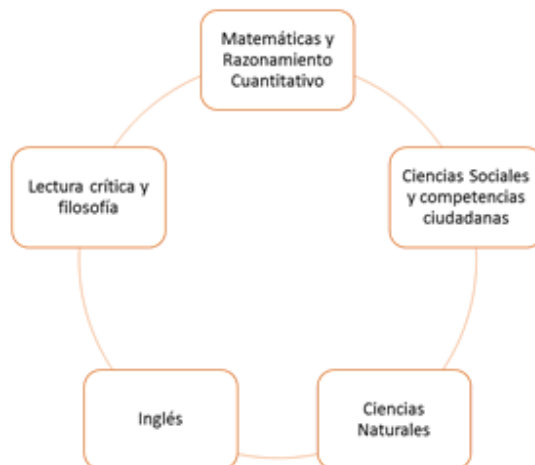 Matemáticas y
Razonamiento
Cuantitativo
Ciencias Sociales
y competencias
ciudadanas
Ciencias
Naturales
Inglés
Lectura crítica y
filosofía